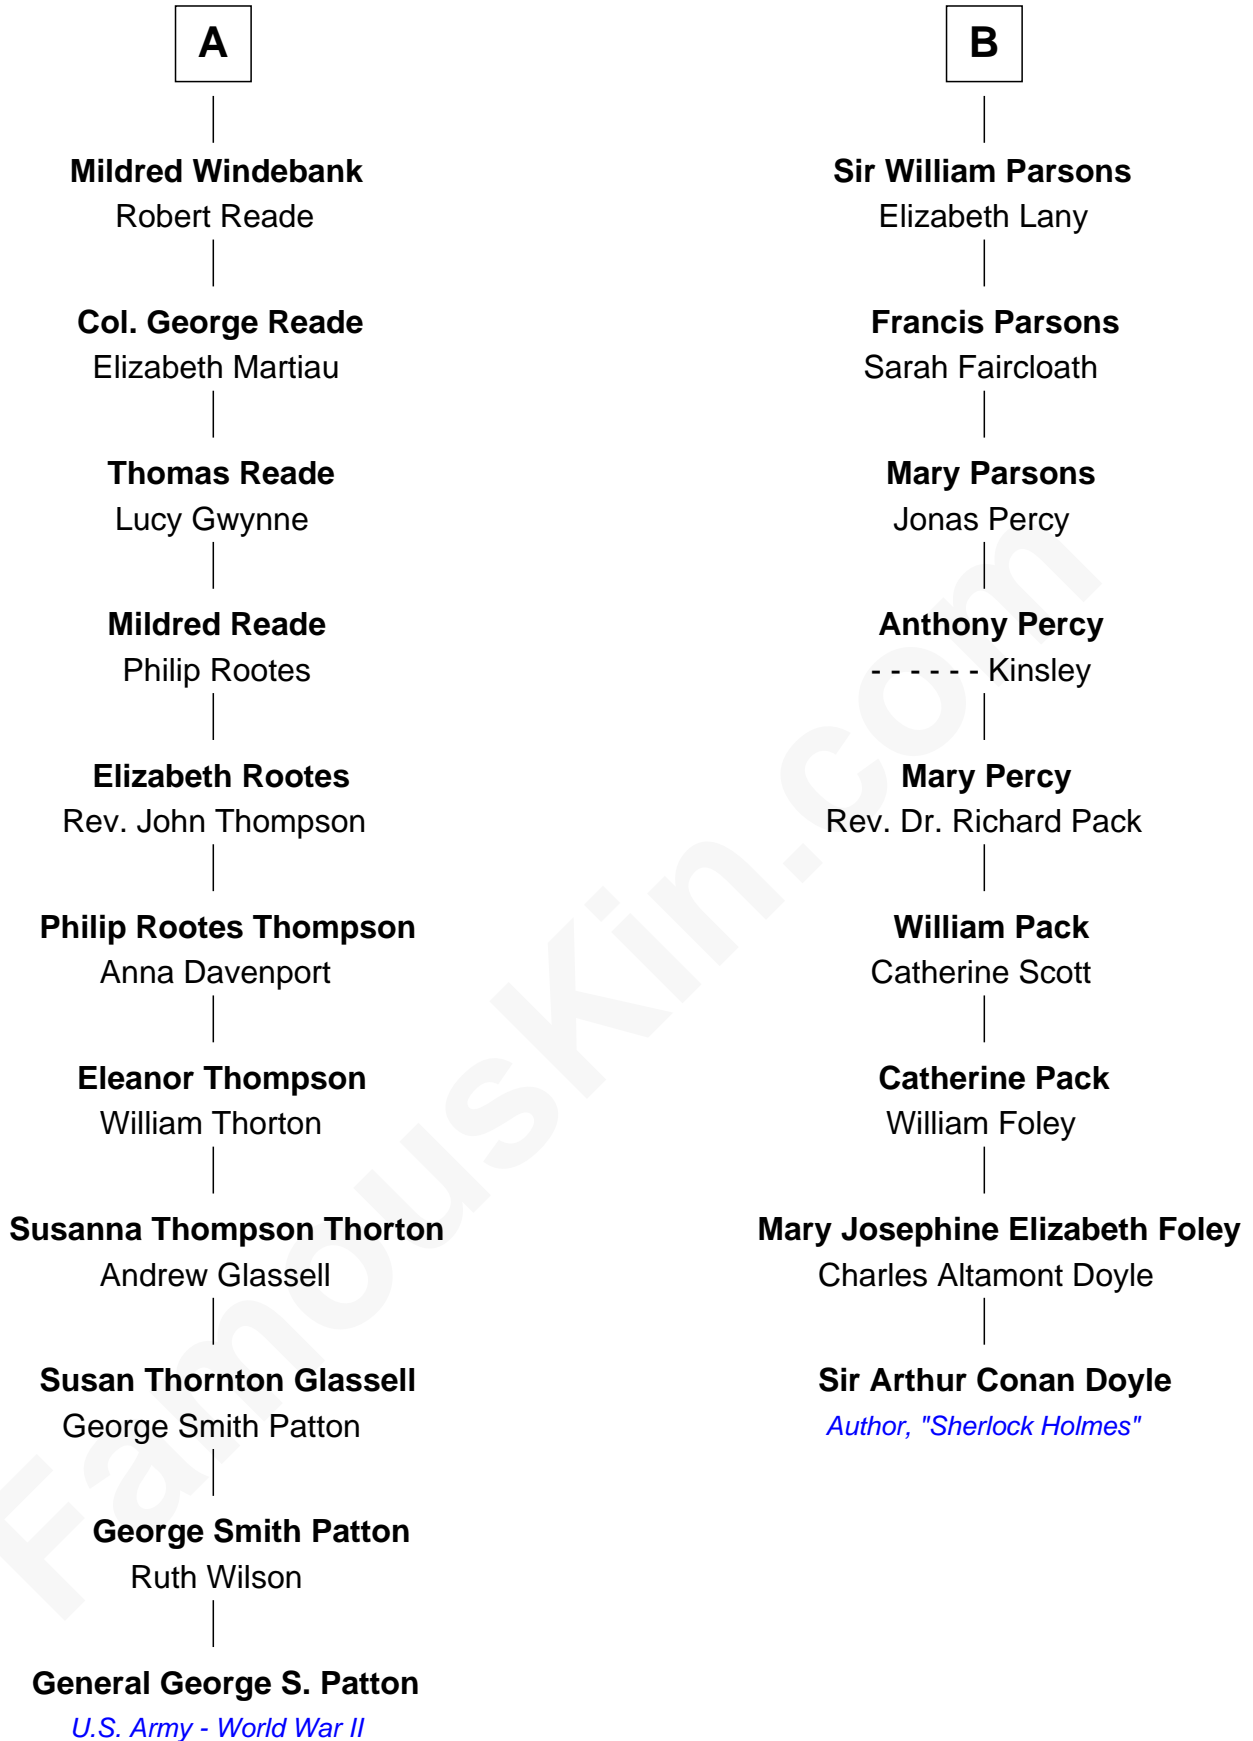 A
Mildred Windebank
Robert Reade
Col. George Reade
Elizabeth Martiau
Thomas Reade
Lucy Gwynne
Mildred Reade
Philip Rootes
Elizabeth Rootes
Rev. John Thompson
Philip Rootes Thompson
Anna Davenport
Eleanor Thompson
William Thorton
Susanna Thompson Thorton
Andrew Glassell
Susan Thornton Glassell
George Smith Patton
George Smith Patton
Ruth Wilson
General George S. Patton
U.S. Army - World War II
B
Sir William Parsons
Elizabeth Lany
Francis Parsons
Sarah Faircloath
Mary Parsons
Jonas Percy
Anthony Percy
- - - - - - Kinsley
Mary Percy
Rev. Dr. Richard Pack
William Pack
Catherine Scott
Catherine Pack
William Foley
Mary Josephine Elizabeth Foley
Charles Altamont Doyle
Sir Arthur Conan Doyle
Author, "Sherlock Holmes"
FamousKin.com